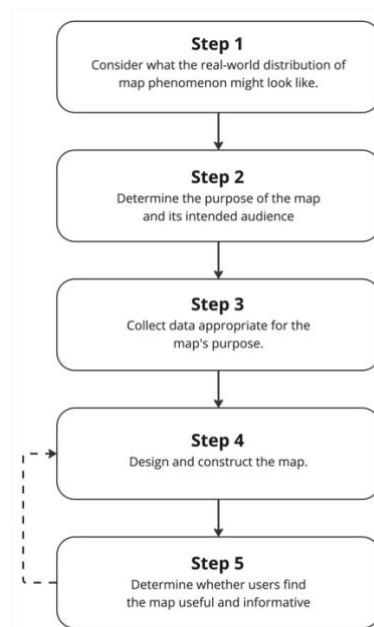 Step 1
Consider what the real-world distribution of
map phenomenon might look like.
Step 2
Determine the purpose of the map
and its intended audience
Step 3
Collect data appropriate for the
map's purpose.
Step 4
Design and construct the map.
Step 5
Determine whether users find
the map useful and informative